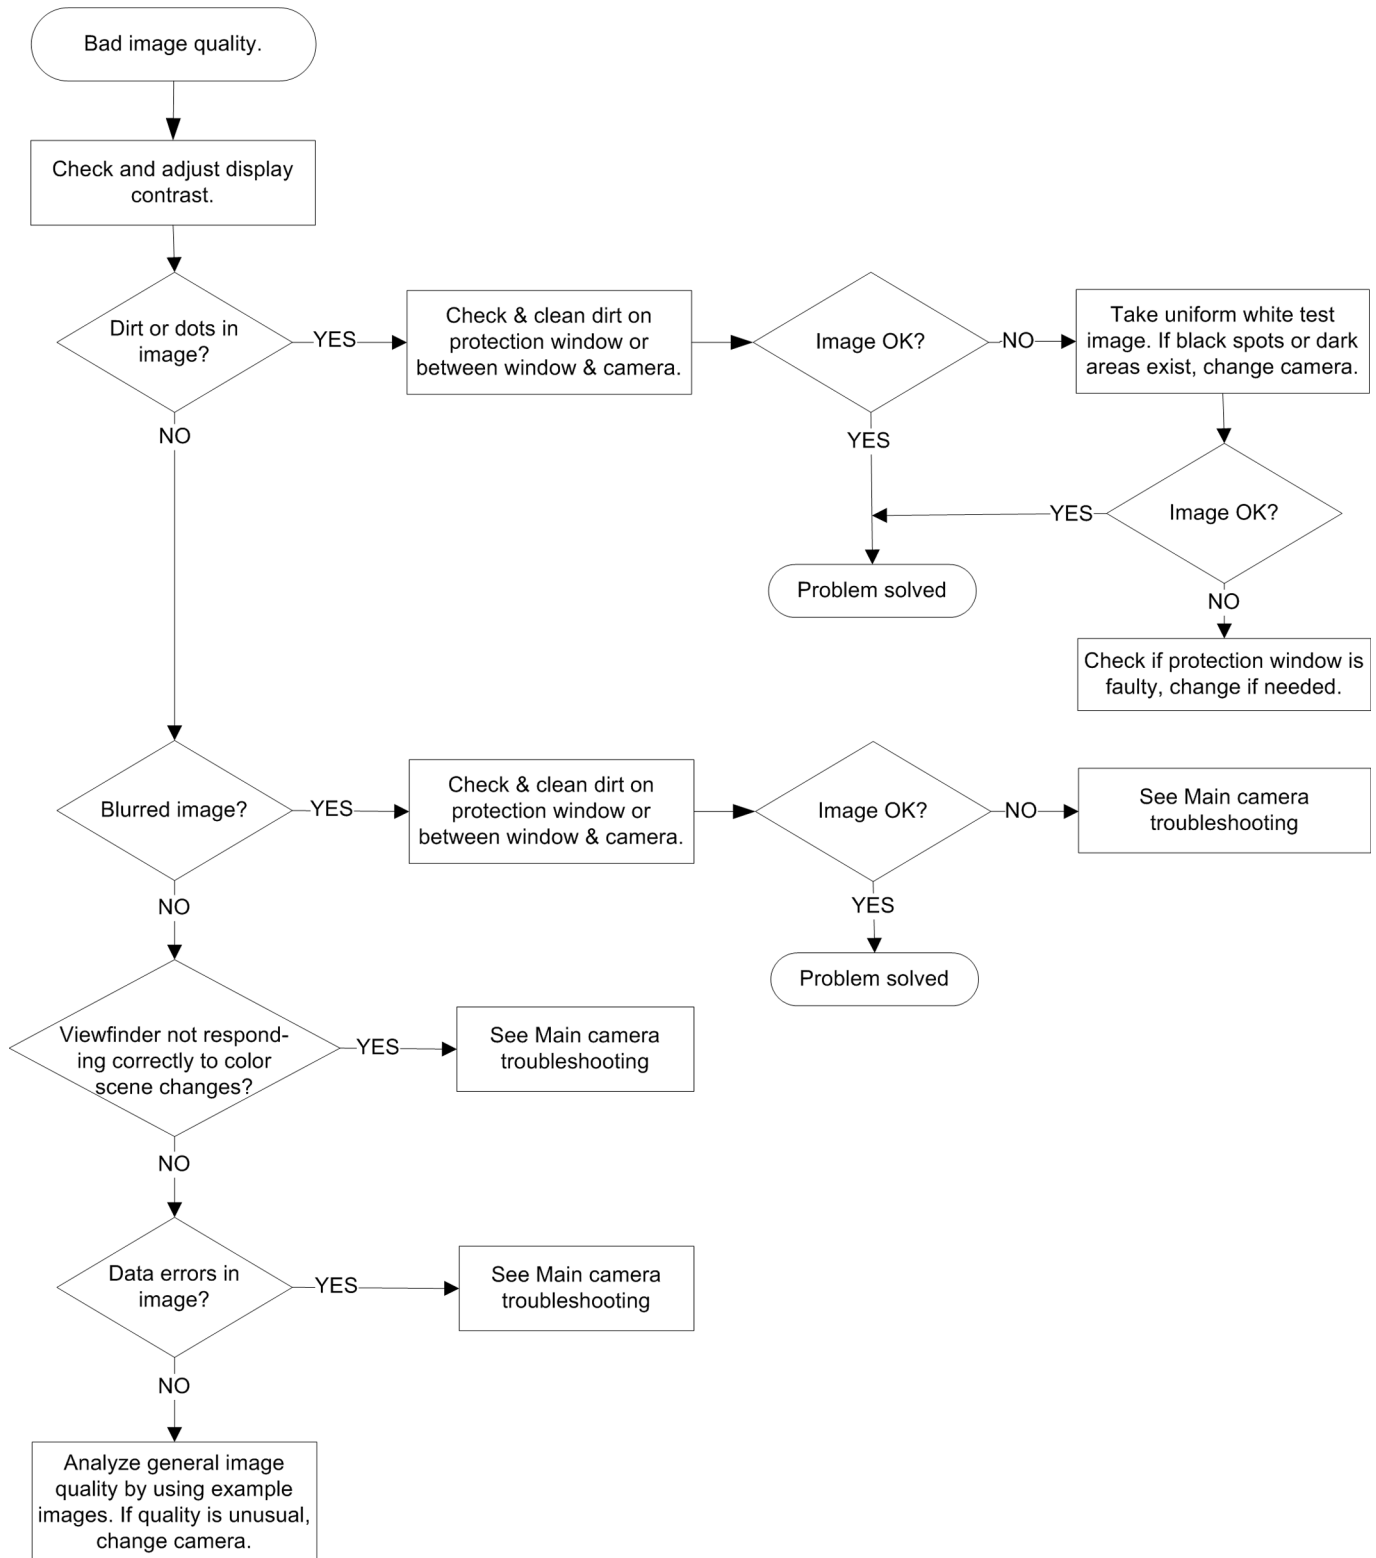 Bad image quality.
Check and adjust display
contrast.
Dirt or dots in
image?
YES
Check & clean dirt on
protection window or
between window & camera.
Image OK?
NO
Take uniform white test
image. If black spots or dark
areas exist, change camera.
NO
YES
YES
Image OK?
Problem solved
NO
Check if protection window is
faulty, change if needed.
Blurred image?
YES
Check & clean dirt on
protection window or
between window & camera.
Image OK?
NO
See Main camera
troubleshooting
NO
YES
Problem solved
Viewfinder not respond-
ing correctly to color
scene changes?
YES
See Main camera
troubleshooting
NO
Data errors in
image?
YES
See Main camera
troubleshooting
NO
Analyze general image
quality by using example
images. If quality is unusual,
change camera.